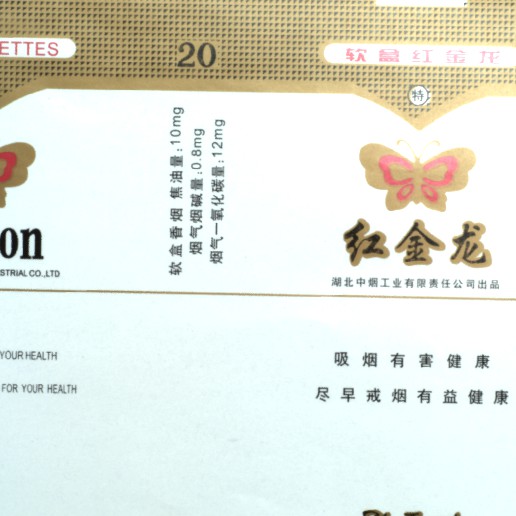 ETTES
20
软盒红金龙
特
软盒香烟 焦油量:10mg
烟气烟碱量:0.8mg
烟气一氧化碳量:12mg
on
STRIAL CO.,LTD
红金龙
湖北中烟工业有限责任公司出品
YOUR HEALTH
FOR YOUR HEALTH
吸烟有害健康
尽早戒烟有益健康